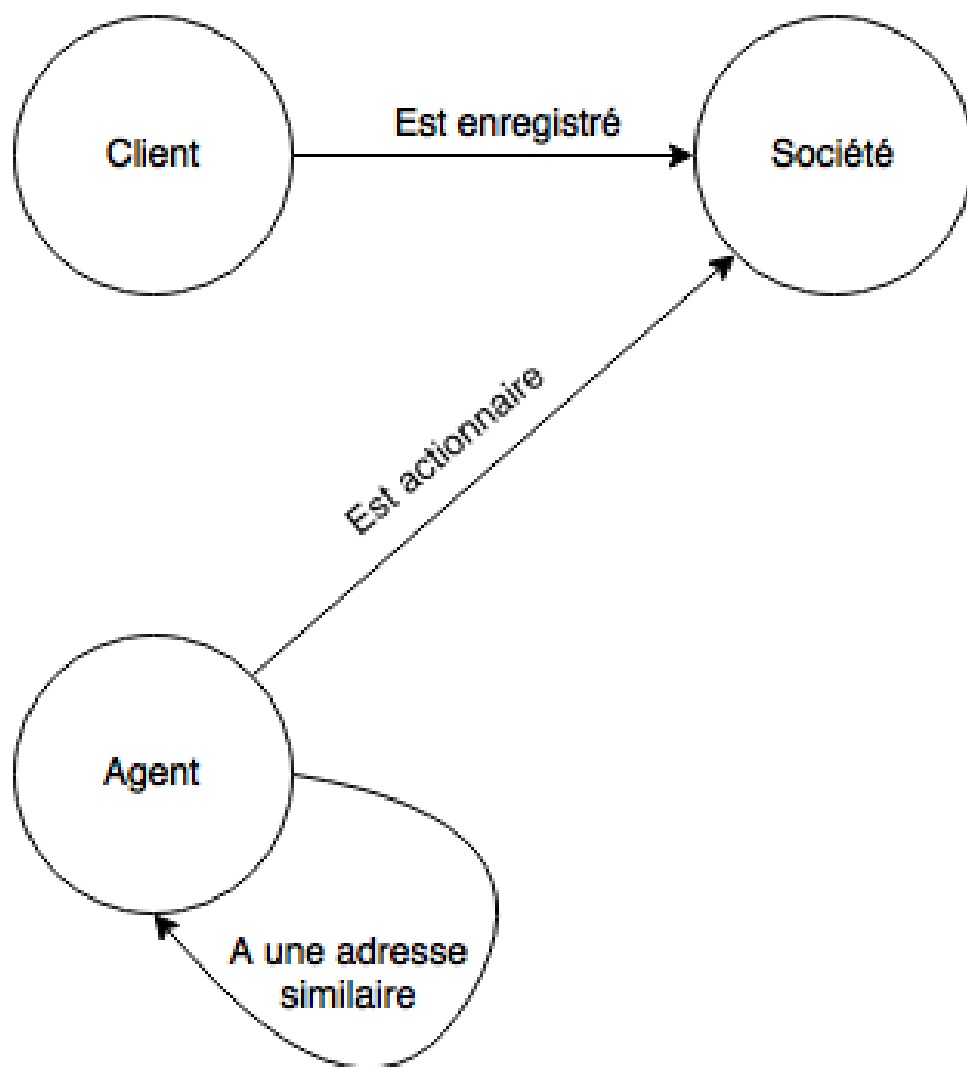 Client
Est enregistré
Société
Est actionnaire
Agent
A une adresse
similaire